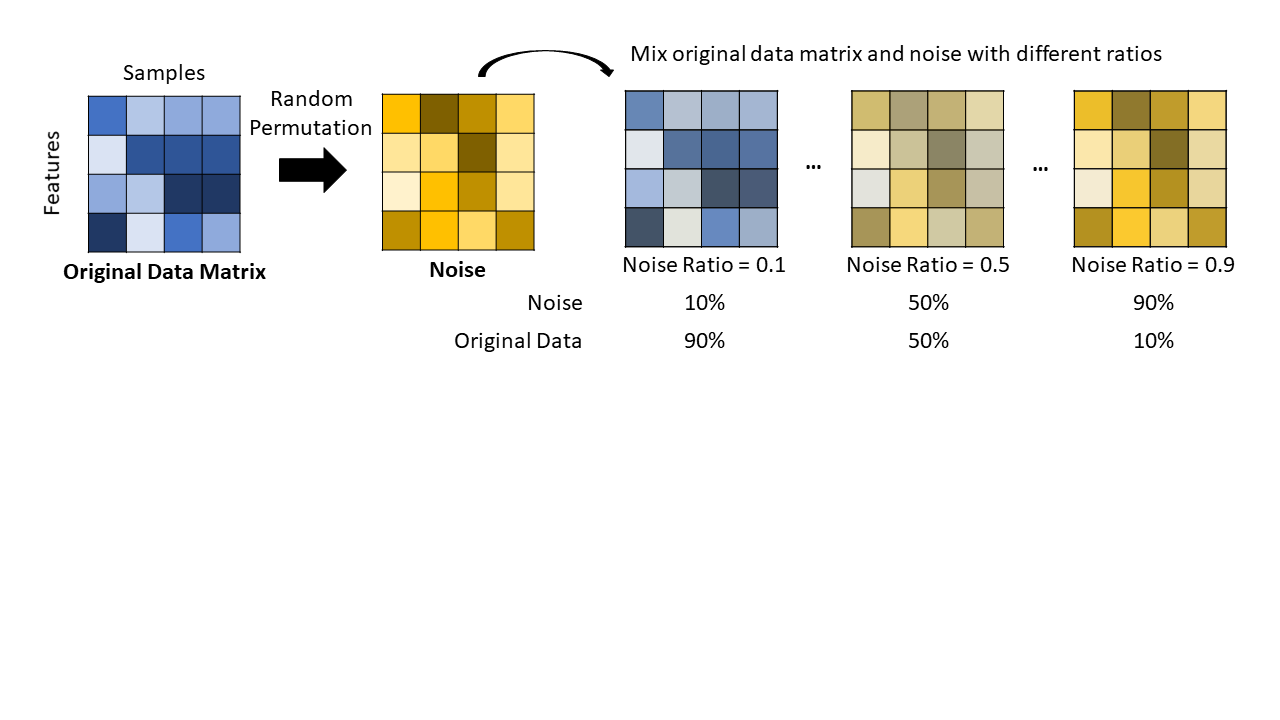 Samples
Features
Original Data Matrix
Random
Permutation
Noise
Mix original data matrix and noise with different ratios
...
...
Noise Ratio = 0.1
Noise Ratio = 0.5
Noise Ratio = 0.9
Noise 10% 50% 90%
Original Data 90% 50% 10%